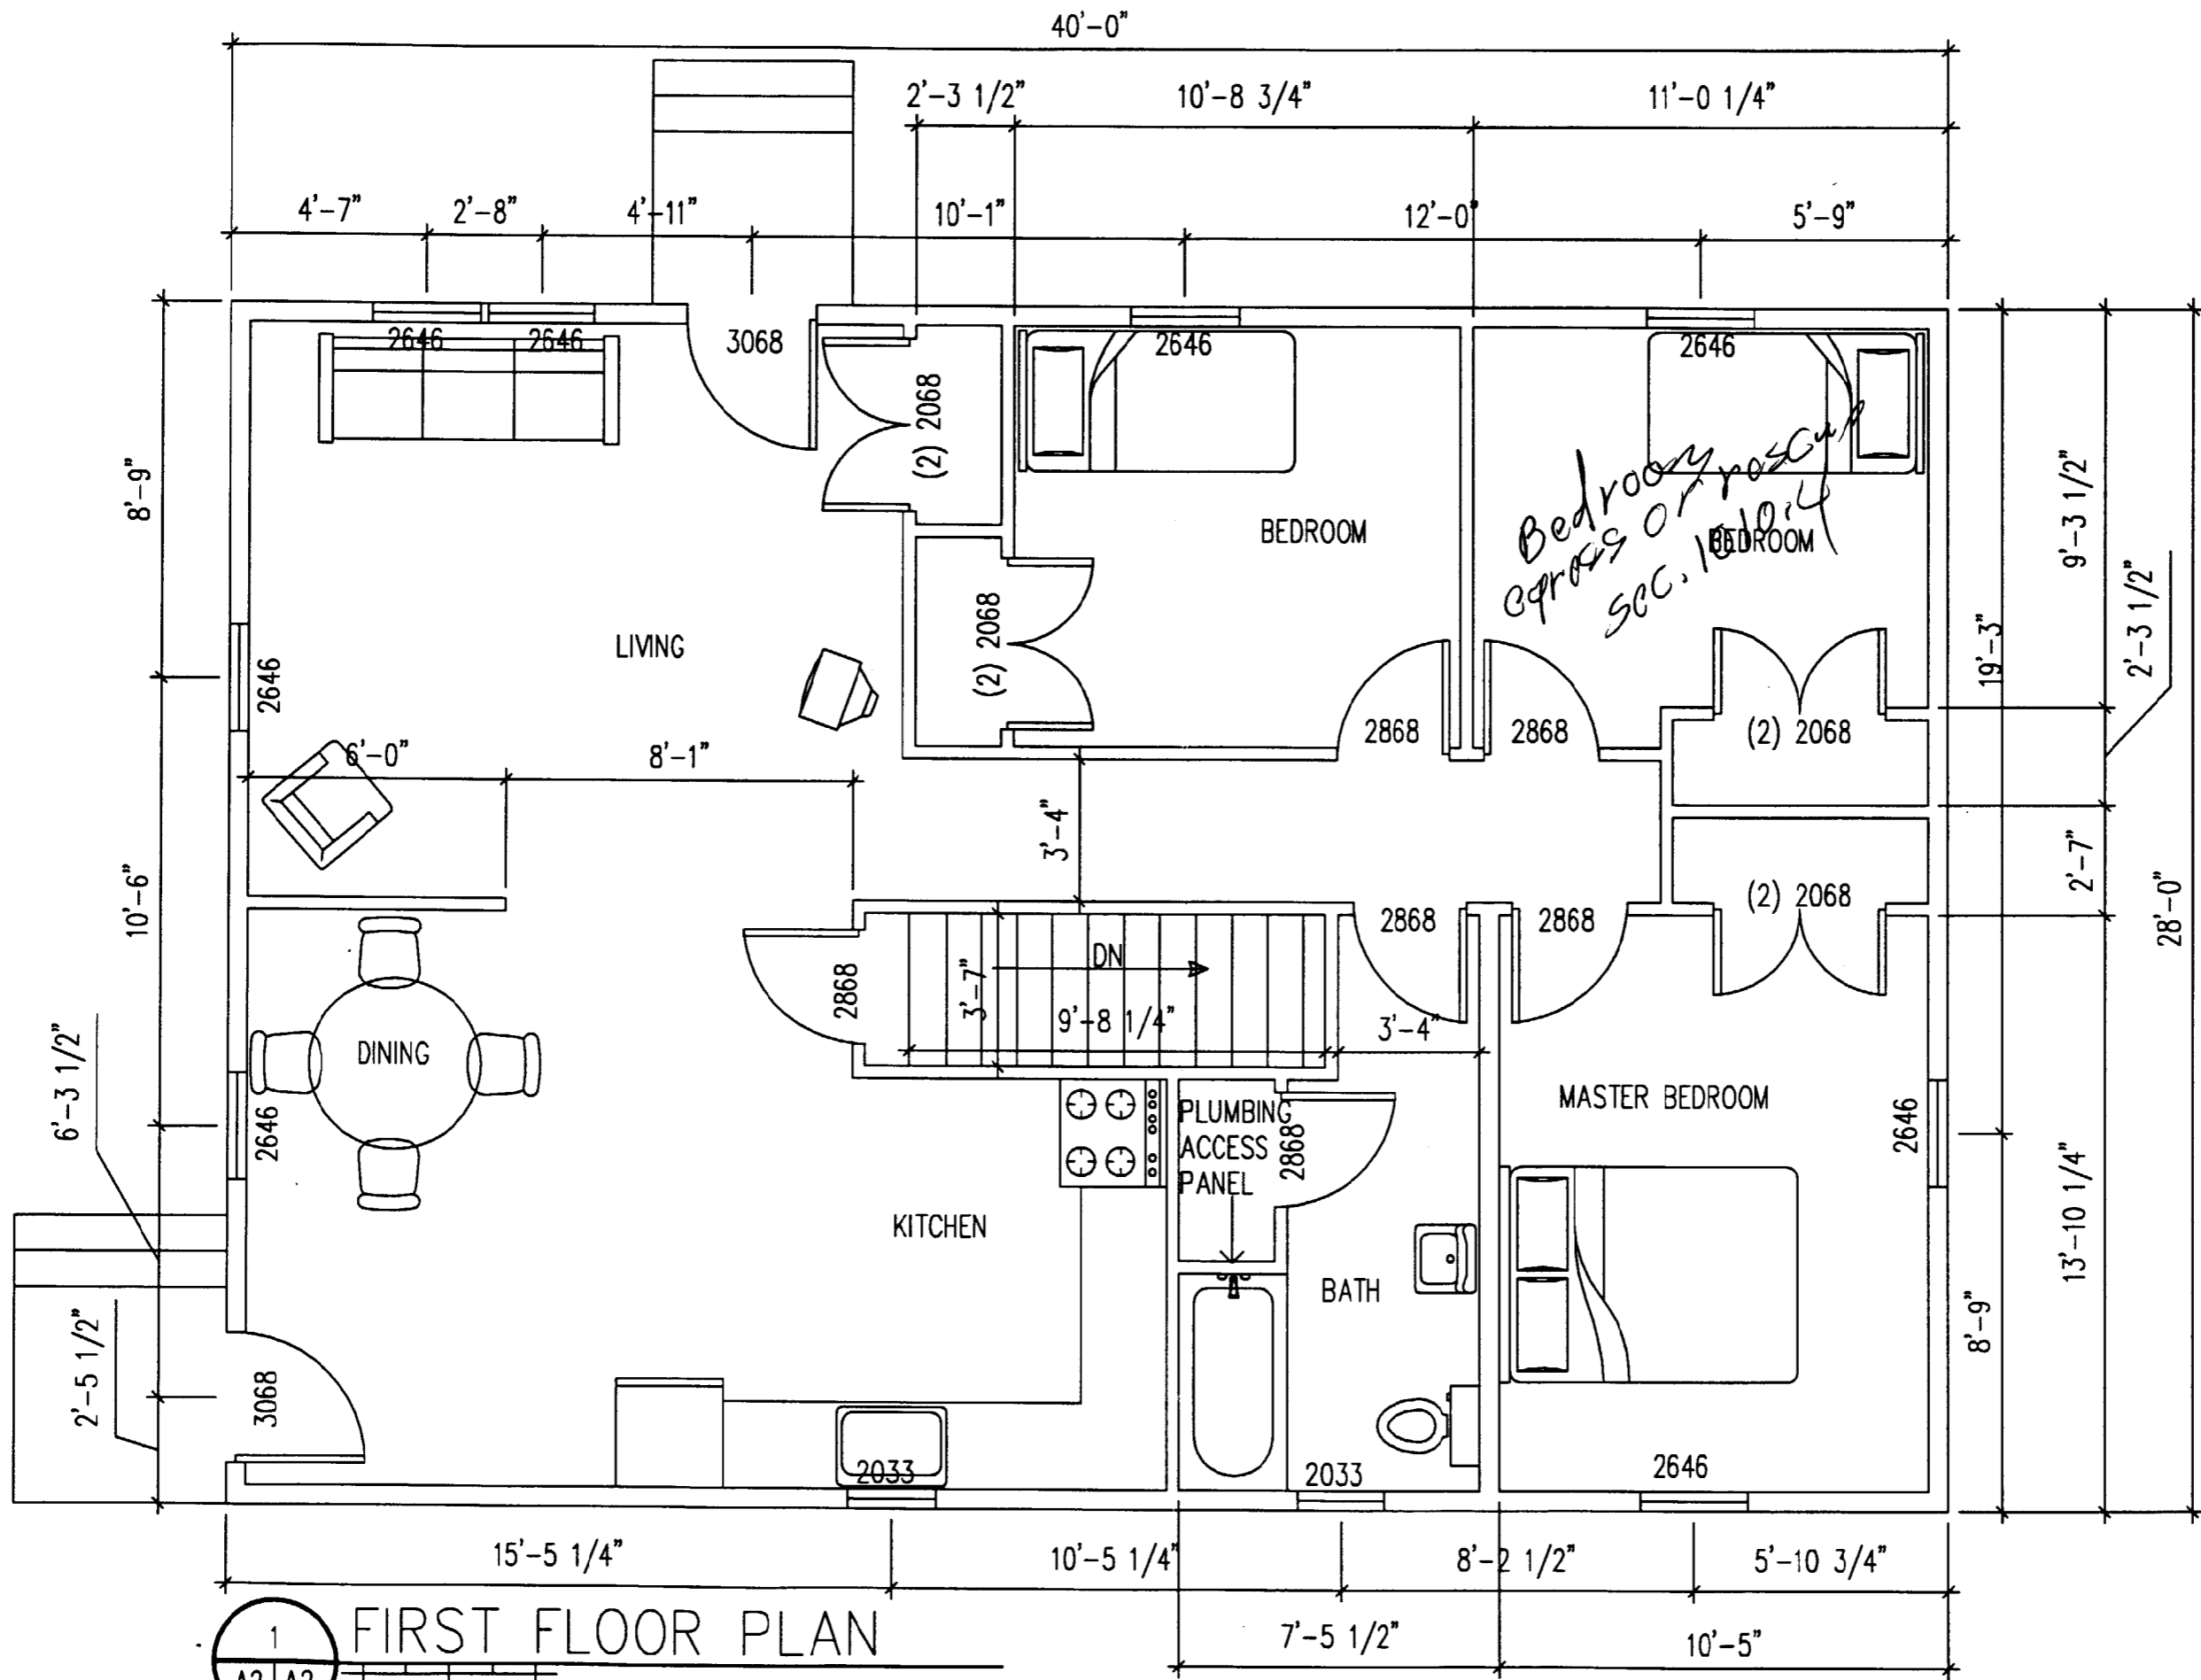 40'-0"
2'-3 1/2" 10'-8 3/4" 11'-0 1/4"
4'-7" 2'-8" 4'-11" 10'-1" 12'-0" 5'-9"
2646 2646 3068 2646 2646
(2) 2068
8'-9"
Bedroom
egress or rescue
sec. 1010.4
BEDROOM
BEDROOM
9'-3 1/2"
2'-3 1/2"
19'-3"
LIVING
2646
(2) 2068
2868 2868 (2) 2068
6'-0" 8'-1"
3'-4"
10'-6"
2'-7"
28'-0"
2868 2868 (2) 2068
DN
2868
3'-7"
9'-8 1/4" 3'-4"
DINING
6'-3 1/2"
2646
PLUMBING
ACCESS
PANEL
2868
MASTER BEDROOM
2646
13'-10 1/4"
KITCHEN
BATH
8'-9"
2'-5 1/2"
3068
2033 2033 2646
15'-5 1/4" 10'-5 1/4" 8'-2 1/2" 5'-10 3/4"
7'-5 1/2" 10'-5"
1 FIRST FLOOR PLAN
A2 A2